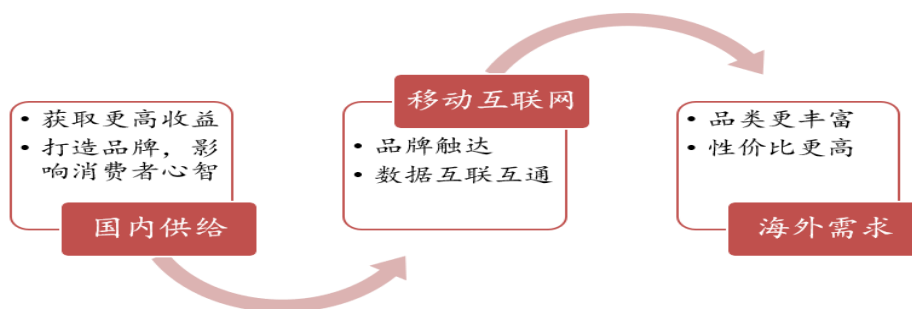 • 获取更高收益
• 打造品牌，影
响消费者心智
国内供给
移动互联网
• 品牌触达
• 数据互联互通
• 品类更丰富
• 性价比更高
海外需求